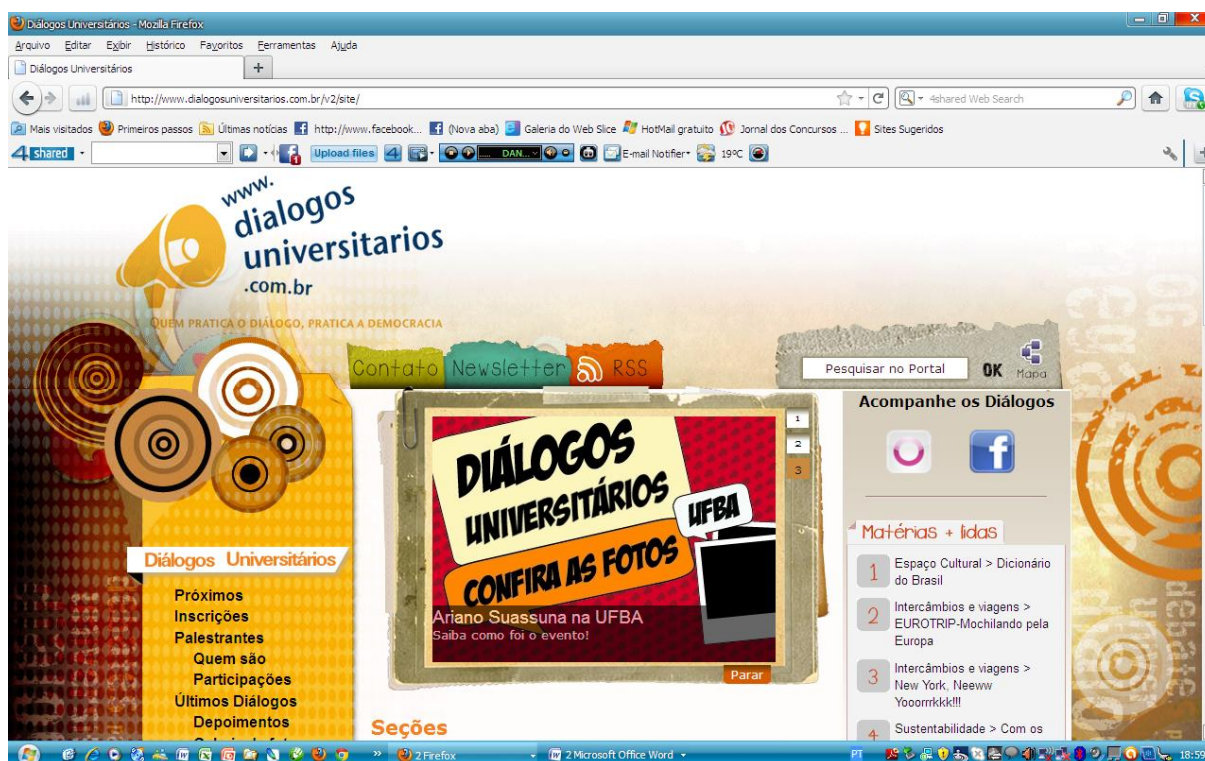 Diálogos Universitários - Mozilla Firefox
Arquivo Editar Exibir Histórico Favoritos Ferramentas Ajuda
Diálogos Universitários
http://www.dialogosuniversitarios.com.br/v2/site/
4shared Web Search
Mais visitados Primeiros passos Últimas notícias http://www.facebook... (Nova aba) Galeria do Web Slice HotMail gratuito Jornal dos Concursos ... Sites Sugeridos
4 shared Upload files DAN... E-mail Notifier 19ºC
www.
dialogos
universitarios
.com.br
QUEM PRATICA O DIÁLOGO, PRATICA A DEMOCRACIA
Contato Newsletter RSS
Pesquisar no Portal OK Mapa
Acompanhe os Diálogos
1
2
3
DIÁLOGOS
UNIVERSITÁRIOS
UFBA
CONFIRA AS FOTOS
Ariano Suassuna na UFBA
Saiba como foi o evento!
Parar
Diálogos Universitários
Próximos
Inscrições
Palestrantes
Quem são
Participações
Últimos Diálogos
Depoimentos
Seções
Matérias + lidas
1 Espaço Cultural > Dicionário
do Brasil
2 Intercâmbios e viagens >
EUROTRIP-Mochilando pela
Europa
3 Intercâmbios e viagens >
New York, Neeww
Yooorrrkkk!!!
4 Sustentabilidade > Com os
2 Firefox 2 Microsoft Office Word PT 18:59